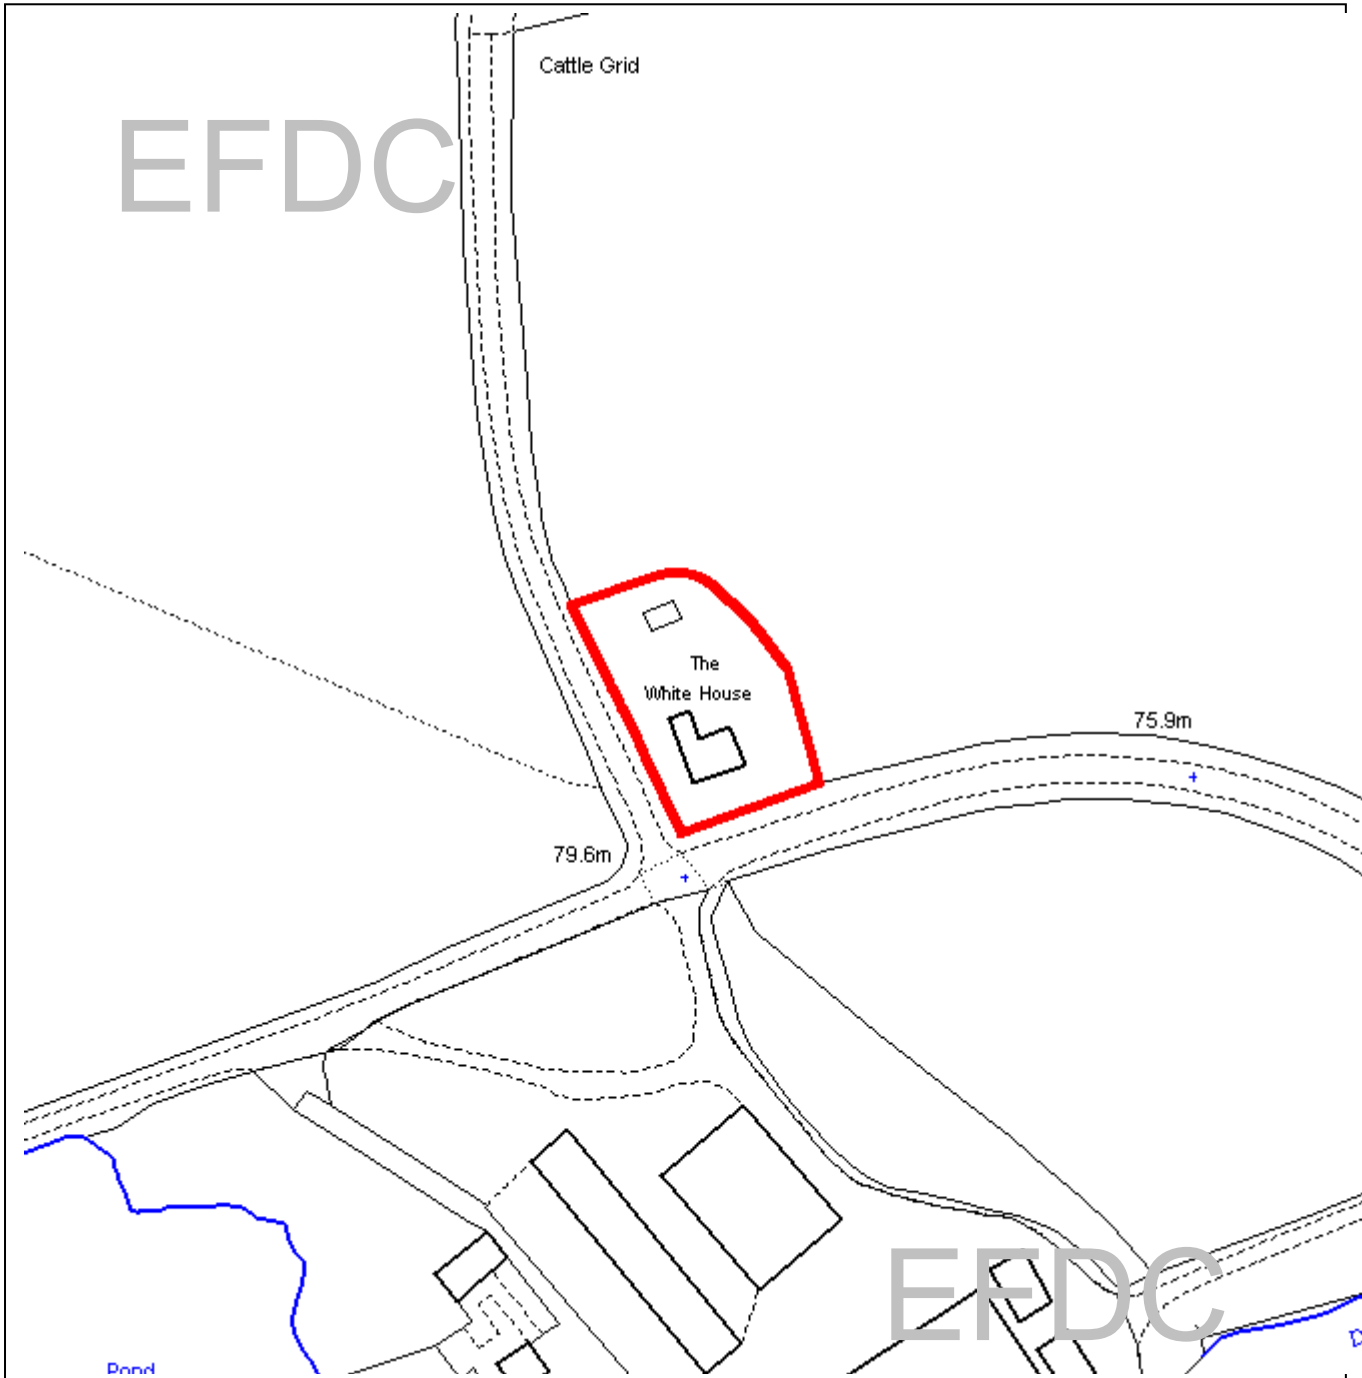 Cattle Grid
EFDC
The
White House
75.9m
79.6m
EFDC
Pond